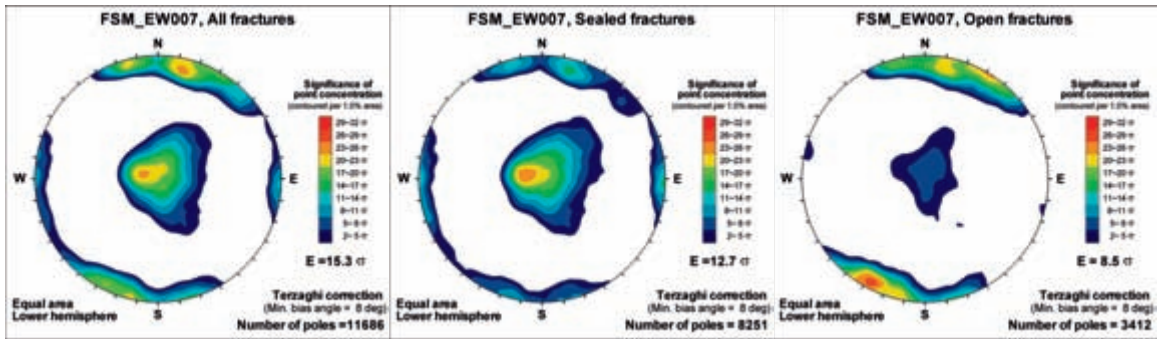 FSM_EW007, All fractures
N
W
E
S
Significance of
point concentration
(contoured per 1.0% area)
29-32 σ
26-29 σ
23-26 σ
20-23 σ
17-20 σ
14-17 σ
11-14 σ
8-11 σ
5-8 σ
2-5 σ
E =15.3 σ
Equal area
Lower hemisphere
Terzaghi correction
(Min. bias angle = 8 deg)
Number of poles =11686
FSM_EW007, Sealed fractures
N
W
E
S
Significance of
point concentration
(contoured per 1.0% area)
29-32 σ
26-29 σ
23-26 σ
20-23 σ
17-20 σ
14-17 σ
11-14 σ
8-11 σ
5-8 σ
2-5 σ
E =12.7 σ
Equal area
Lower hemisphere
Terzaghi correction
(Min. bias angle = 8 deg)
Number of poles = 8251
FSM_EW007, Open fractures
N
W
E
S
Significance of
point concentration
(contoured per 1.0% area)
29-32 σ
26-29 σ
23-26 σ
20-23 σ
17-20 σ
14-17 σ
11-14 σ
8-11 σ
5-8 σ
2-5 σ
E = 8.5 σ
Equal area
Lower hemisphere
Terzaghi correction
(Min. bias angle = 8 deg)
Number of poles = 3412